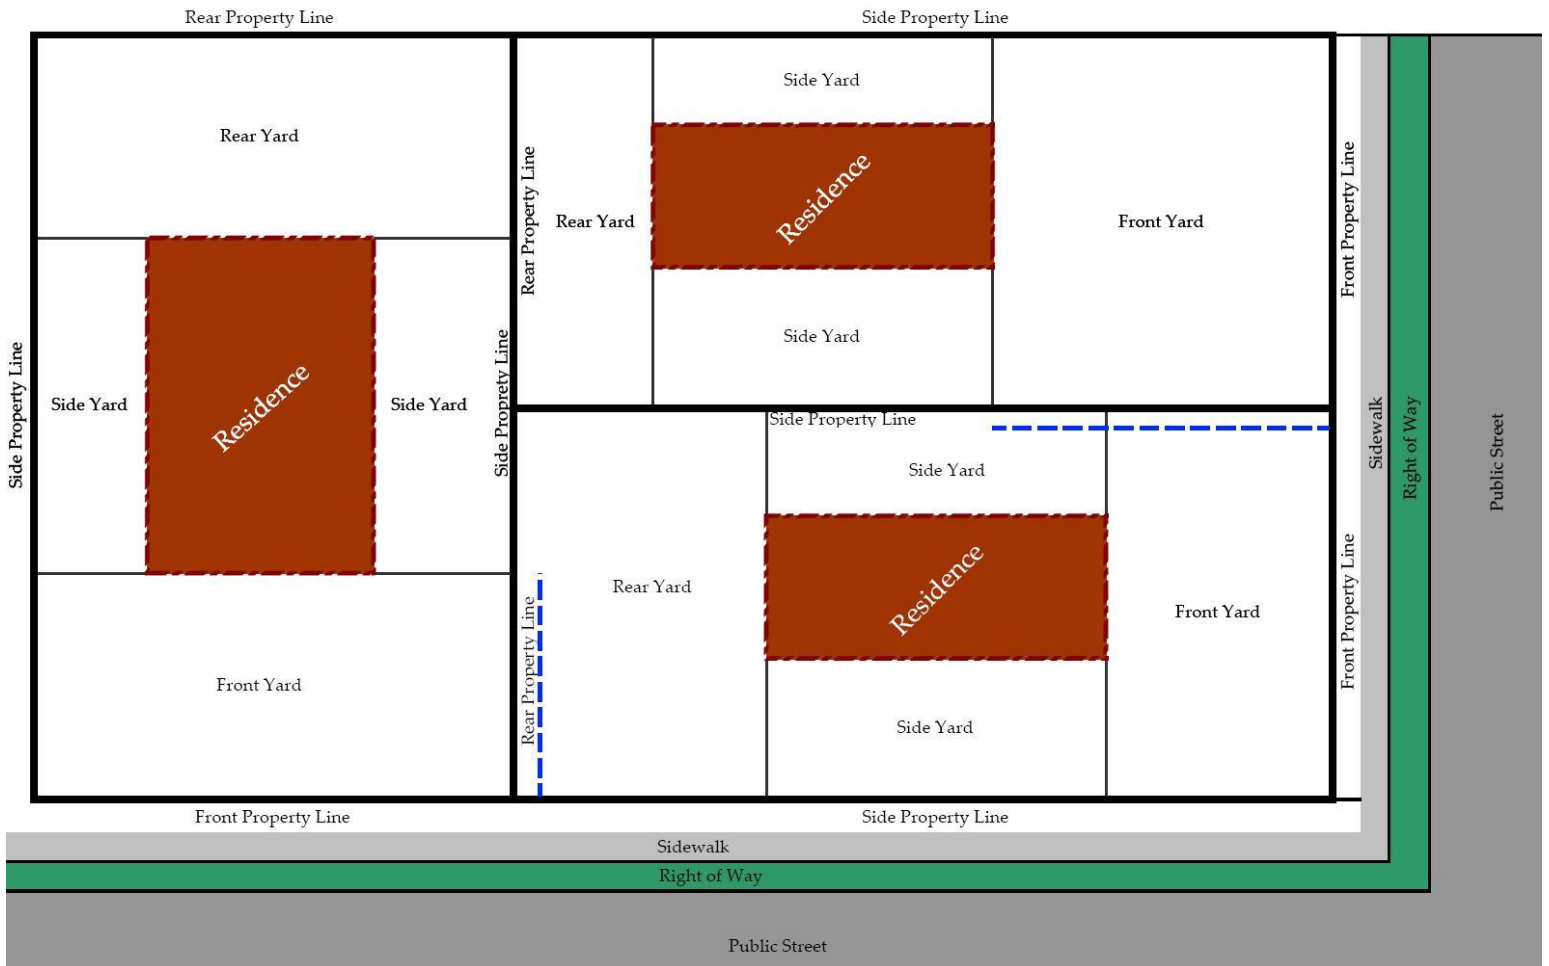 Rear Property Line
Side Property Line
Side Yard
Rear Yard
Rear Property Line
Rear Yard
Residence
Front Yard
Front Property Line
Side Yard
Side Property Line
Side Yard
Residence
Side Yard
Side Proprety Line
Side Property Line
Side Yard
Sidewalk
Right of Way
Public Street
Rear Yard
Residence
Front Yard
Front Property Line
Rear Property Line
Front Yard
Side Yard
Front Property Line
Side Property Line
Sidewalk
Right of Way
Public Street